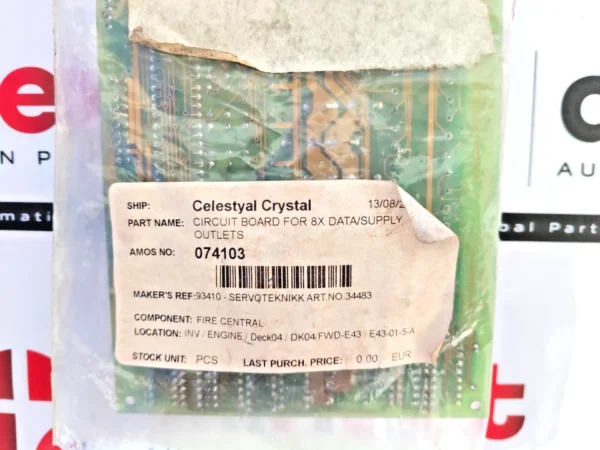 SHIP: Celestyal Crystal 13/08/2
PART NAME: CIRCUIT BOARD FOR 8X DATA/SUPPLY
OUTLETS
AMOS NO: 074103
MAKER'S REF:93410 - SERVOTEKNIKK ART.NO.34483
COMPONENT: FIRE CENTRAL
LOCATION: INV / ENGINE / Deck04 / DK04/FWD-E43 / E43-01-5-A
STOCK UNIT: PCS LAST PURCH. PRICE: 0.00 EUR